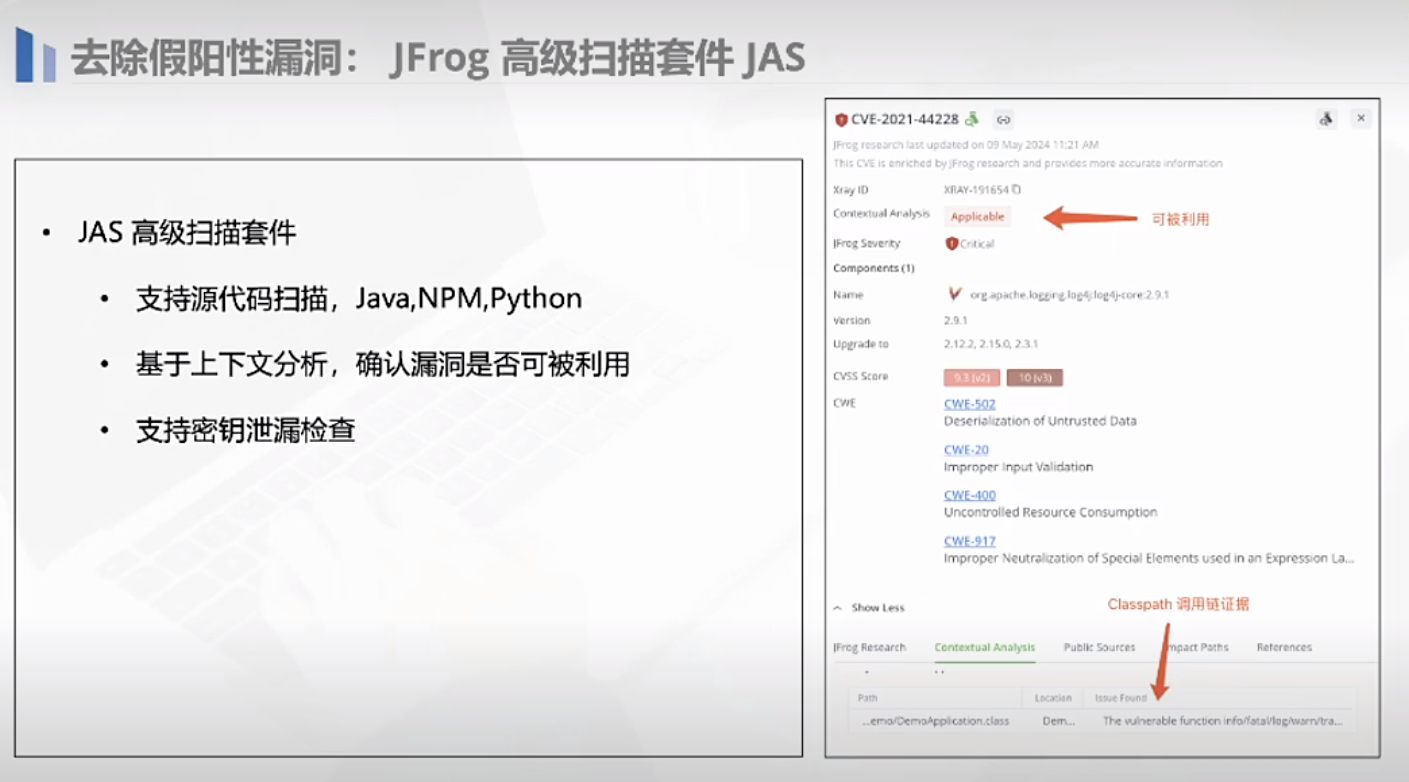 去除假阳性漏洞： JFrog 高级扫描套件 JAS
• JAS 高级扫描套件
• 支持源代码扫描，Java,NPM,Python
• 基于上下文分析，确认漏洞是否可被利用
• 支持密钥泄漏检查
CVE-2021-44228
JFrog research last updated on 09 May 2024 11:21 AM
This CVE is enriched by JFrog research and provides more accurate information
Xray ID XRAY-191654
Contextual Analysis Applicable 可被利用
JFrog Severity Critical
Components (1)
Name org.apache.logging.log4j:log4j-core:2.9.1
Version 2.9.1
Upgrade to 2.12.2, 2.15.0, 2.3.1
CVSS Score 9.3 (v2) 10 (v3)
CWE CWE-502
Deserialization of Untrusted Data
CWE-20
Improper Input Validation
CWE-400
Uncontrolled Resource Consumption
CWE-917
Improper Neutralization of Special Elements used in an Expression La...
Classpath 调用链证据
Show Less
JFrog Research Contextual Analysis Public Sources Impact Paths References
Path Location Issue Found
...emo/DemoApplication.class Dem... The vulnerable function info/fatal/log/warn/tra...